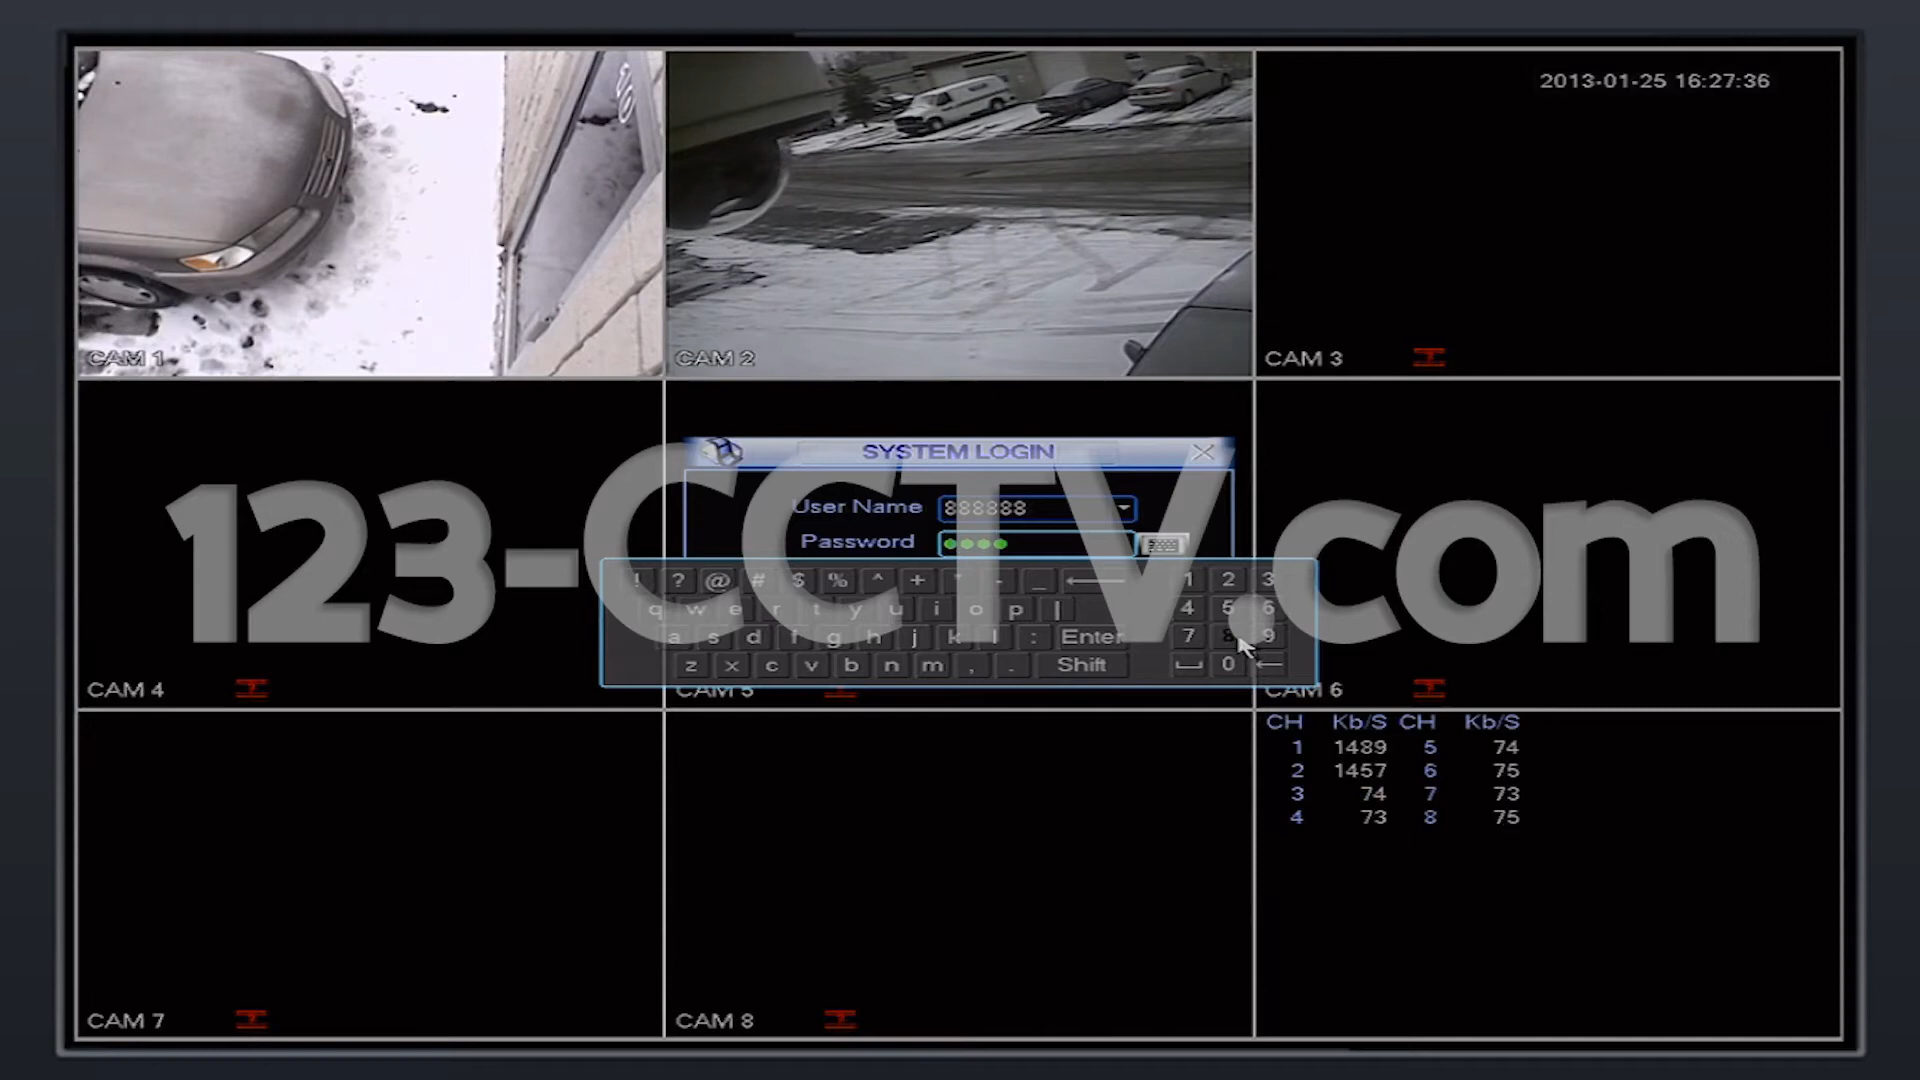 2013-01-25 16:27:36
CAM 1
CAM 2
CAM 3
SYSTEM LOGIN
User Name 888888
Password
123-CCTV.com
! ? @ # $ % ^ + * - _ 1 2 3
q w e r t y u i o p | 4 5 6
a s d f g h j k l : Enter 7 8 9
z x c v b n m , . Shift 0
CAM 4
CAM 5
CAM 6
CH Kb/S CH Kb/S
1 1489 5 74
2 1457 6 75
3 74 7 73
4 73 8 75
CAM 7
CAM 8